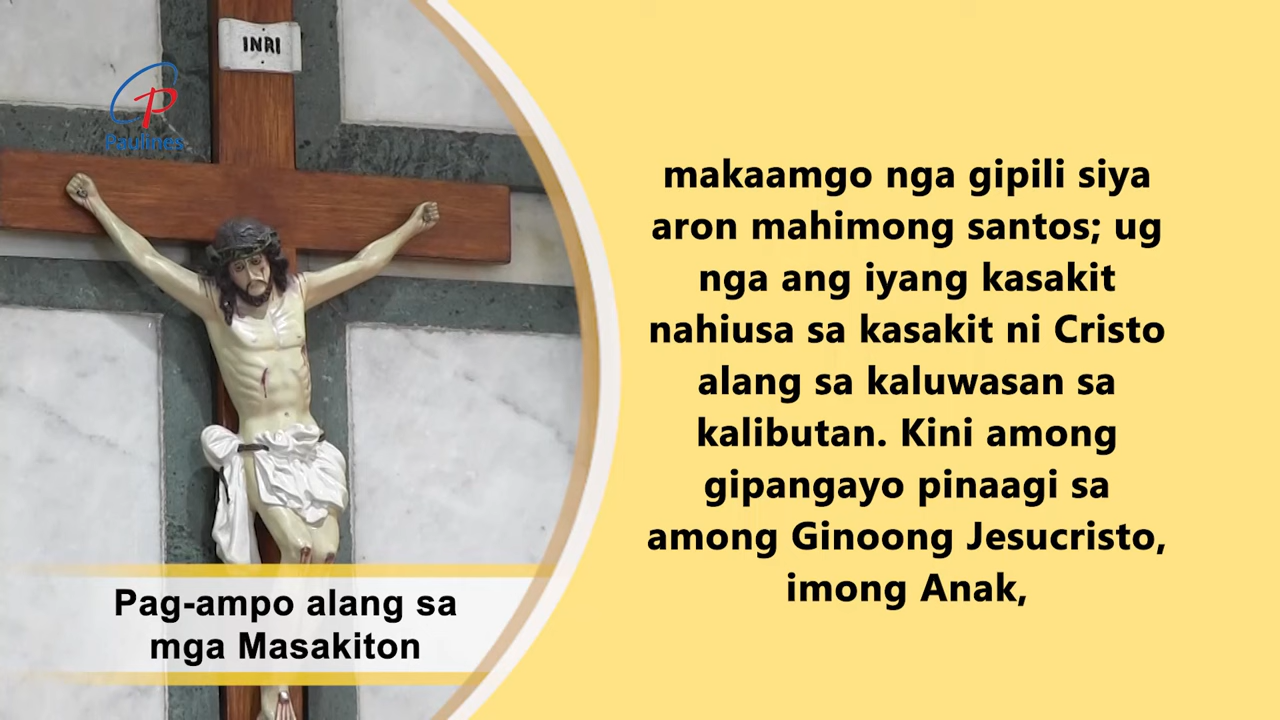 INRI
Paulines
Pag-ampo alang sa
mga Masakiton
makaamgo nga gipili siya
aron mahimong santos; ug
nga ang iyang kasakit
nahiusa sa kasakit ni Cristo
alang sa kaluwasan sa
kalibutan. Kini among
gipangayo pinaagi sa
among Ginoong Jesucristo,
imong Anak,